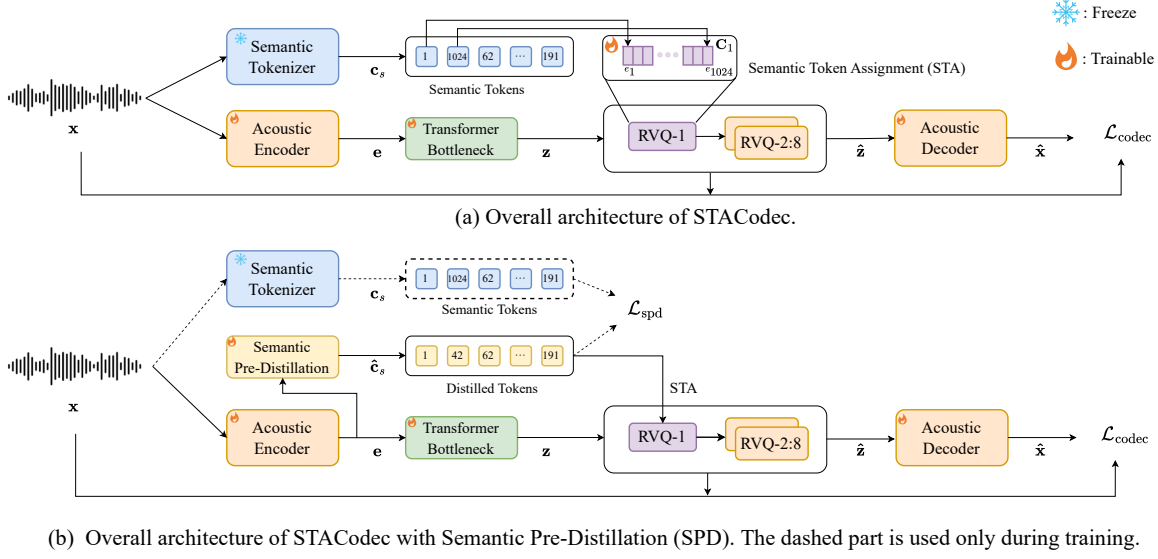 : Freeze
: Trainable
Semantic
Tokenizer
c_s
1 1024 62 ... 191
Semantic Tokens
C_1
e_1 e_1024
Semantic Token Assignment (STA)
x
Acoustic
Encoder
e
Transformer
Bottleneck
z
RVQ-1
RVQ-2:8
ẑ
Acoustic
Decoder
x̂
L_codec
(a) Overall architecture of STACodec.
Semantic
Tokenizer
c_s
1 1024 62 ... 191
Semantic Tokens
L_spd
Semantic
Pre-Distillation
ĉ_s
1 42 62 ... 191
Distilled Tokens
STA
x
Acoustic
Encoder
e
Transformer
Bottleneck
z
RVQ-1
RVQ-2:8
ẑ
Acoustic
Decoder
x̂
L_codec
(b) Overall architecture of STACodec with Semantic Pre-Distillation (SPD). The dashed part is used only during training.